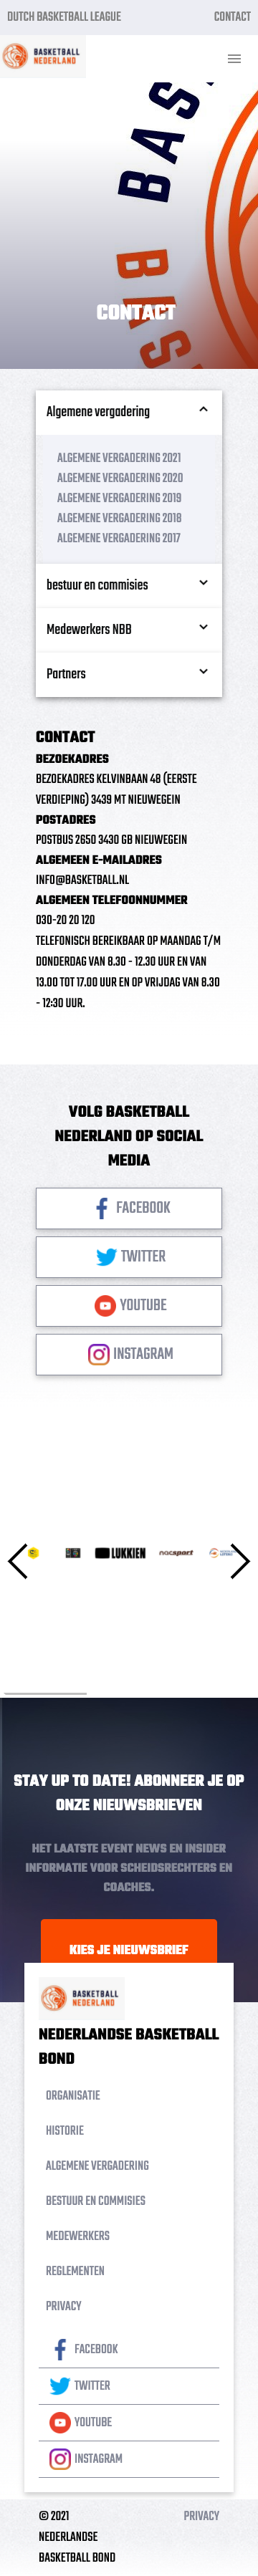 DUTCH BASKETBALL LEAGUE
CONTACT
BASKETBALL
NEDERLAND
BAS
BAS
CONTACT
Algemene vergadering
ALGEMENE VERGADERING 2021
ALGEMENE VERGADERING 2020
ALGEMENE VERGADERING 2019
ALGEMENE VERGADERING 2018
ALGEMENE VERGADERING 2017
bestuur en commisies
Medewerkers NBB
Partners
CONTACT
BEZOEKADRES
BEZOEKADRES KELVINBAAN 48 (EERSTE
VERDIEPING) 3439 MT NIEUWEGEIN
POSTADRES
POSTBUS 2650 3430 GB NIEUWEGEIN
ALGEMEEN E-MAILADRES
INFO@BASKETBALL.NL
ALGEMEEN TELEFOONNUMMER
030-20 20 120
TELEFONISCH BEREIKBAAR OP MAANDAG T/M
DONDERDAG VAN 8.30 - 12.30 UUR EN VAN
13.00 TOT 17.00 UUR EN OP VRIJDAG VAN 8.30
- 12:30 UUR.
VOLG BASKETBALL
NEDERLAND OP SOCIAL
MEDIA
FACEBOOK
TWITTER
YOUTUBE
INSTAGRAM
LUKKIEN
nocsport
STAY UP TO DATE! ABONNEER JE OP
ONZE NIEUWSBRIEVEN
HET LAATSTE EVENT NEWS EN INSIDER
INFORMATIE VOOR SCHEIDSRECHTERS EN
COACHES.
KIES JE NIEUWSBRIEF
BASKETBALL
NEDERLAND
NEDERLANDSE BASKETBALL
BOND
ORGANISATIE
HISTORIE
ALGEMENE VERGADERING
BESTUUR EN COMMISIES
MEDEWERKERS
REGLEMENTEN
PRIVACY
FACEBOOK
TWITTER
YOUTUBE
INSTAGRAM
© 2021
NEDERLANDSE
BASKETBALL BOND
PRIVACY